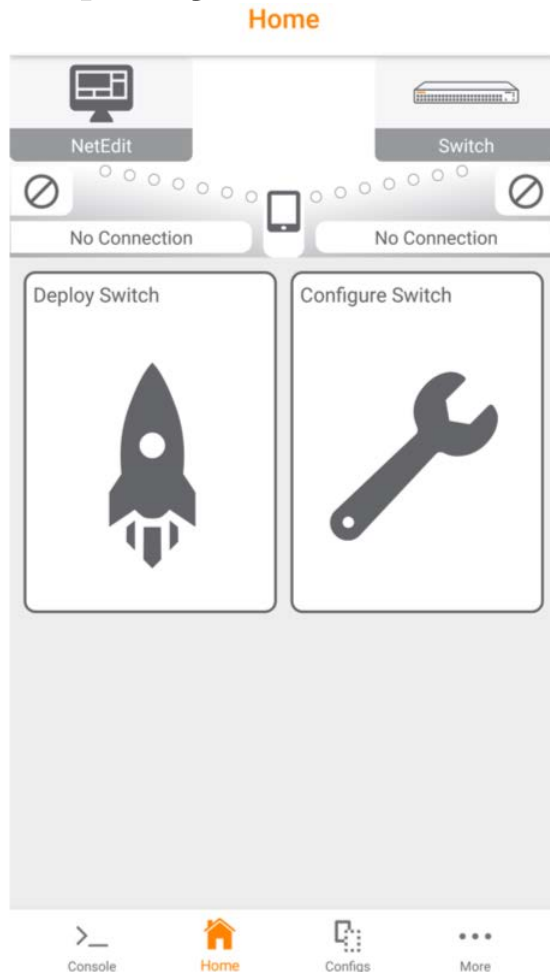 Home
NetEdit
Switch
No Connection
No Connection
Deploy Switch
Configure Switch
Console
Home
Configs
More